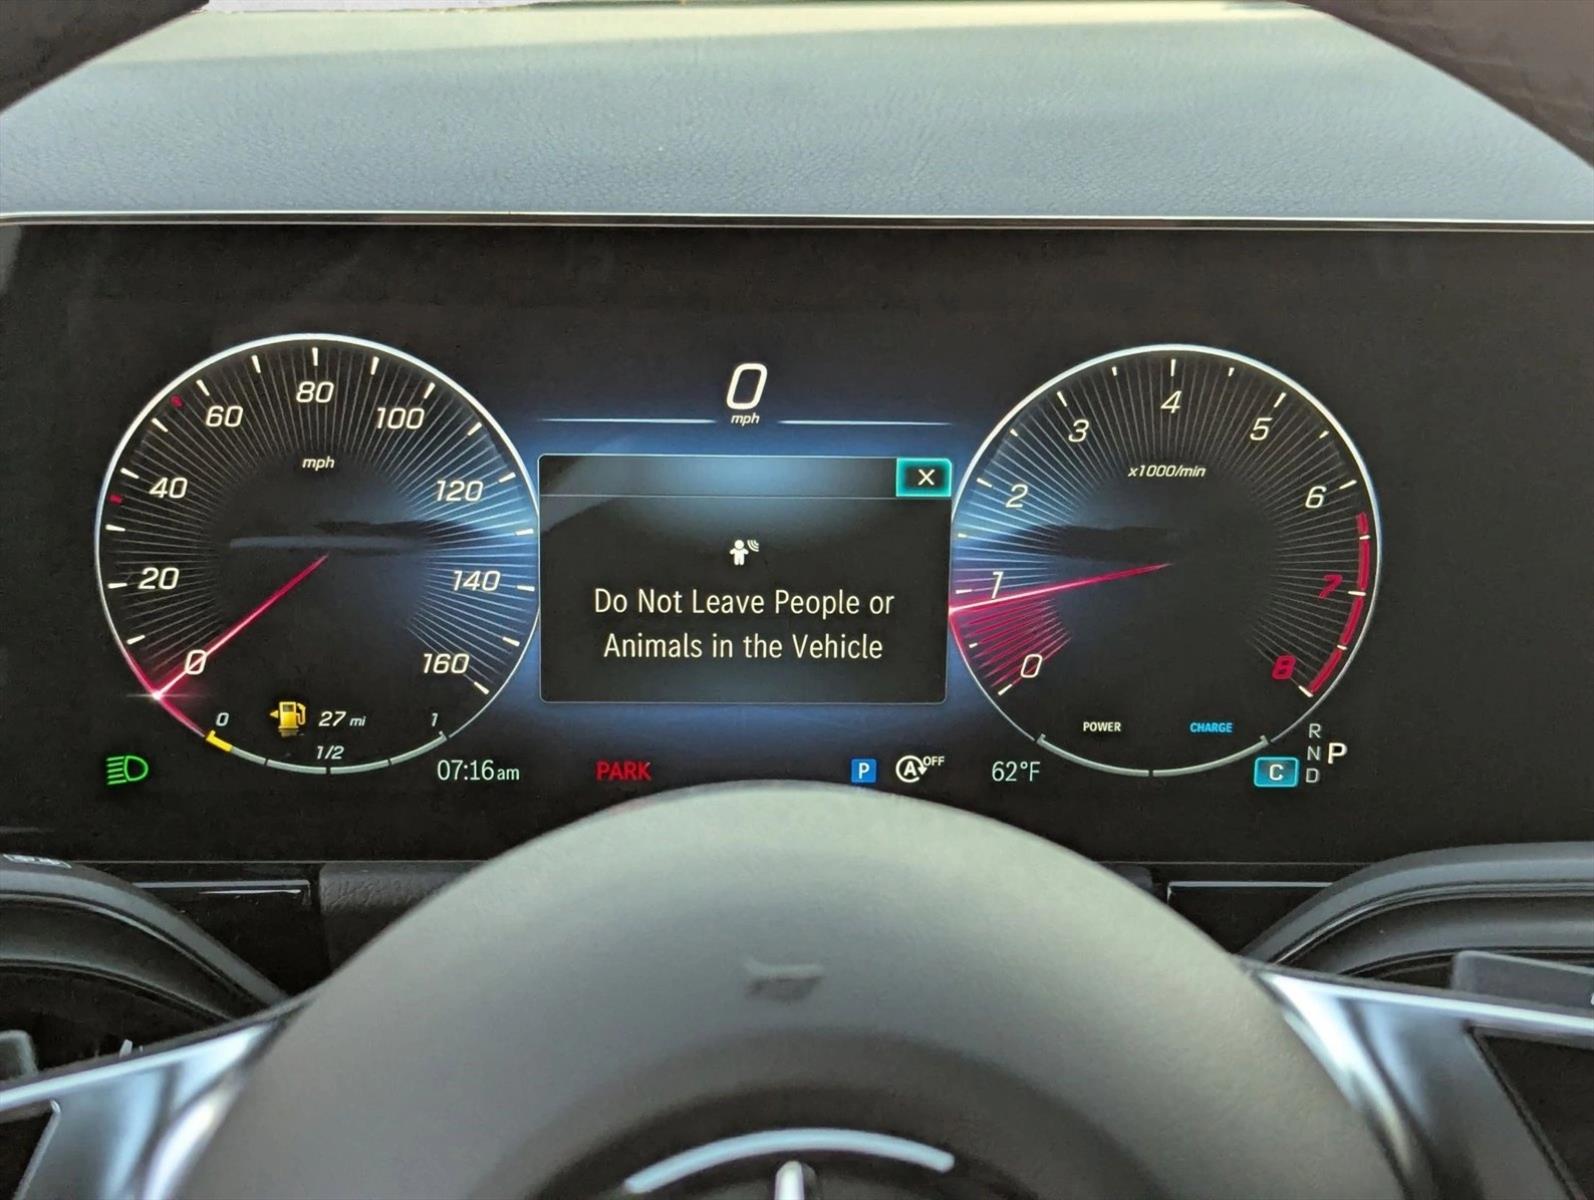 0
mph
0
20
40
60
80
100
120
140
160
mph
0
27 mi
1
1/2
X
Do Not Leave People or
Animals in the Vehicle
0
1
2
3
4
5
6
7
8
x1000/min
POWER
CHARGE
07:16am
PARK
P
A OFF
62°F
C
R
N
D
P